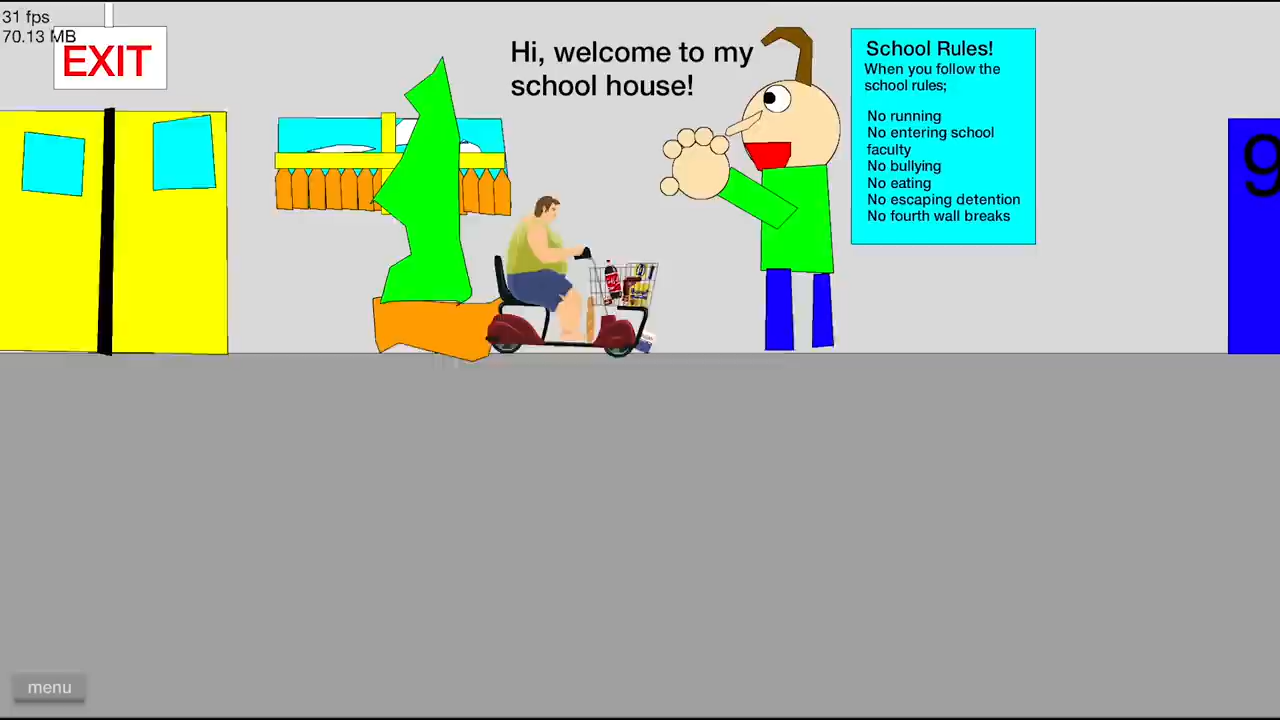 31 fps
70.13 MB
EXIT
Hi, welcome to my
school house!
School Rules!
When you follow the
school rules;
No running
No entering school
faculty
No bullying
No eating
No escaping detention
No fourth wall breaks
9
menu